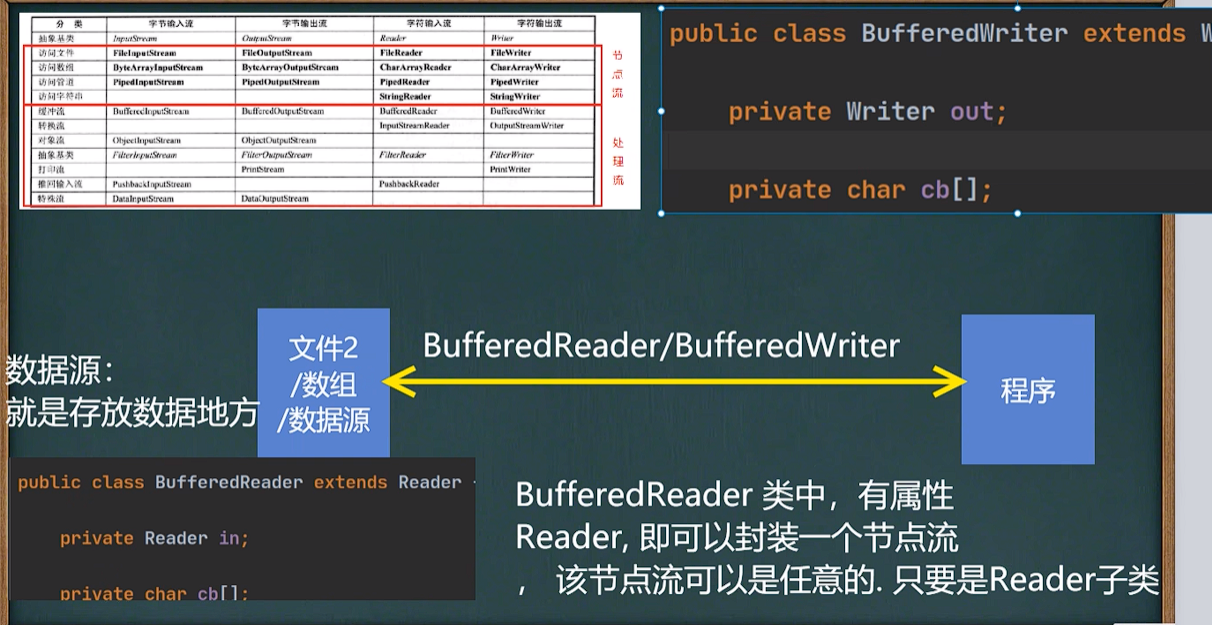 分 类 字节输入流 字节输出流 字符输入流 字符输出流
抽象基类 InputStream OutputStream Reader Writer
访问文件 FileInputStream FileOutputStream FileReader FileWriter
访问数组 ByteArrayInputStream ByteArrayOutputStream CharArrayReader CharArrayWriter
访问管道 PipedInputStream PipedOutputStream PipedReader PipedWriter
访问字符串 StringReader StringWriter
缓冲流 BufferedInputStream BufferedOutputStream BufferedReader BufferedWriter
转换流 InputStreamReader OutputStreamWriter
对象流 ObjectInputStream ObjectOutputStream
抽象基类 FilterInputStream FilterOutputStream FilterReader FilterWriter
打印流 PrintStream PrintWriter
推回输入流 PushbackInputStream PushbackReader
特殊流 DataInputStream DataOutputStream
节点流
处理流
public class BufferedWriter extends W
private Writer out;
private char cb[];
数据源：
就是存放数据地方
文件2
/数组
/数据源
BufferedReader/BufferedWriter
程序
public class BufferedReader extends Reader
private Reader in;
private char cb[];
BufferedReader 类中，有属性
Reader, 即可以封装一个节点流
， 该节点流可以是任意的. 只要是Reader子类